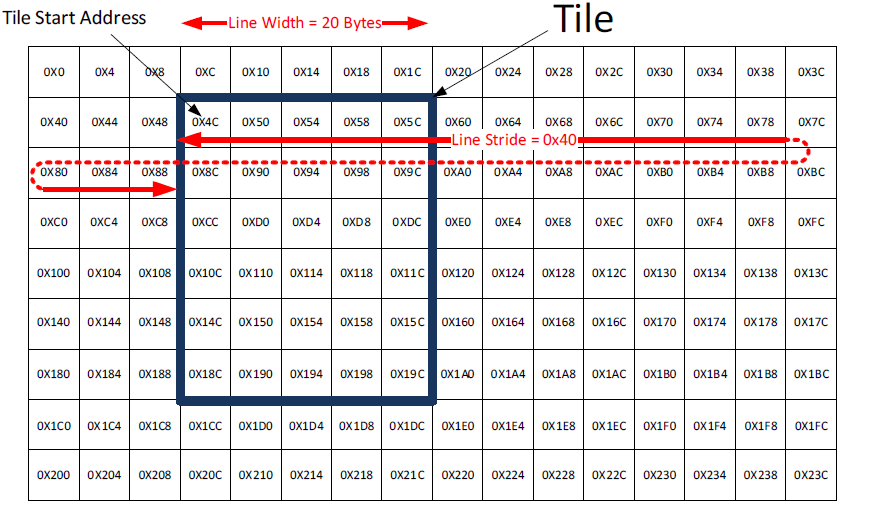 Tile Start Address
Line Width = 20 Bytes
Tile
0X0 0X4 0X8 0XC 0X10 0X14 0X18 0X1C 0X20 0X24 0X28 0X2C 0X30 0X34 0X38 0X3C
0X40 0X44 0X48 0X4C 0X50 0X54 0X58 0X5C 0X60 0X64 0X68 0X6C 0X70 0X74 0X78 0X7C
Line Stride = 0x40
0X80 0X84 0X88 0X8C 0X90 0X94 0X98 0X9C 0XA0 0XA4 0XA8 0XAC 0XB0 0XB4 0XB8 0XBC
0XC0 0XC4 0XC8 0XCC 0XD0 0XD4 0XD8 0XDC 0XE0 0XE4 0XE8 0XEC 0XF0 0XF4 0XF8 0XFC
0X100 0X104 0X108 0X10C 0X110 0X114 0X118 0X11C 0X120 0X124 0X128 0X12C 0X130 0X134 0X138 0X13C
0X140 0X144 0X148 0X14C 0X150 0X154 0X158 0X15C 0X160 0X164 0X168 0X16C 0X170 0X174 0X178 0X17C
0X180 0X184 0X188 0X18C 0X190 0X194 0X198 0X19C 0X1A0 0X1A4 0X1A8 0X1AC 0X1B0 0X1B4 0X1B8 0X1BC
0X1C0 0X1C4 0X1C8 0X1CC 0X1D0 0X1D4 0X1D8 0X1DC 0X1E0 0X1E4 0X1E8 0X1EC 0X1F0 0X1F4 0X1F8 0X1FC
0X200 0X204 0X208 0X20C 0X210 0X214 0X218 0X21C 0X220 0X224 0X228 0X22C 0X230 0X234 0X238 0X23C